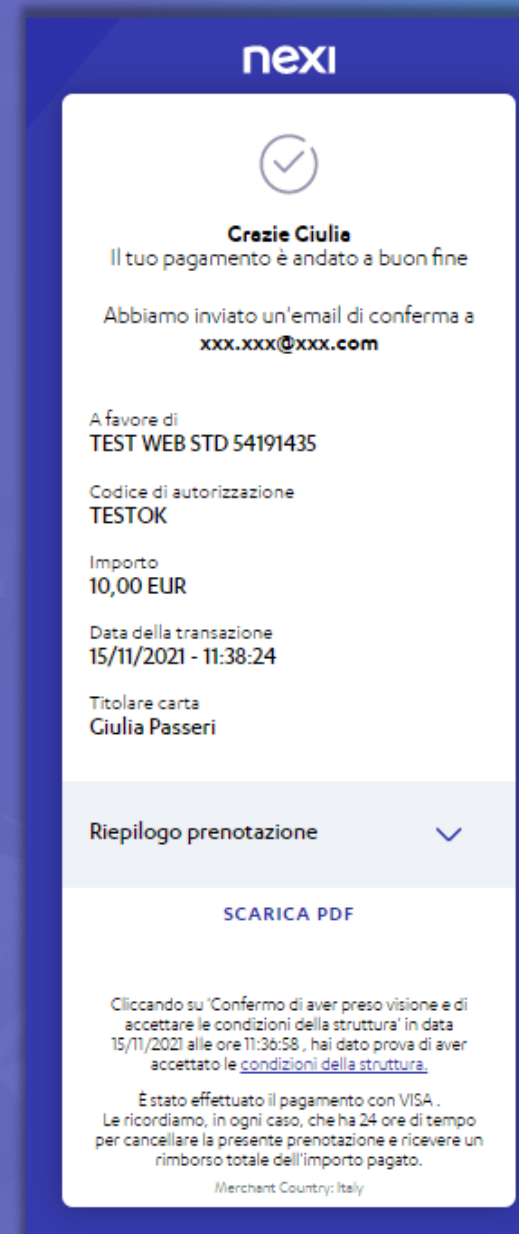 nexi
Grazie Giulia
Il tuo pagamento è andato a buon fine
Abbiamo inviato un'email di conferma a
xxx.xxx@xxx.com
A favore di
TEST WEB STD 54191435
Codice di autorizzazione
TESTOK
Importo
10,00 EUR
Data della transazione
15/11/2021 - 11:38:24
Titolare carta
Giulia Passeri
Riepilogo prenotazione
SCARICA PDF
Cliccando su 'Confermo di aver preso visione e di
accettare le condizioni della struttura' in data
15/11/2021 alle ore 11:36:58 , hai dato prova di aver
accettato le condizioni della struttura.
È stato effettuato il pagamento con VISA .
Le ricordiamo, in ogni caso, che ha 24 ore di tempo
per cancellare la presente prenotazione e ricevere un
rimborso totale dell'importo pagato.
Merchant Country: Italy